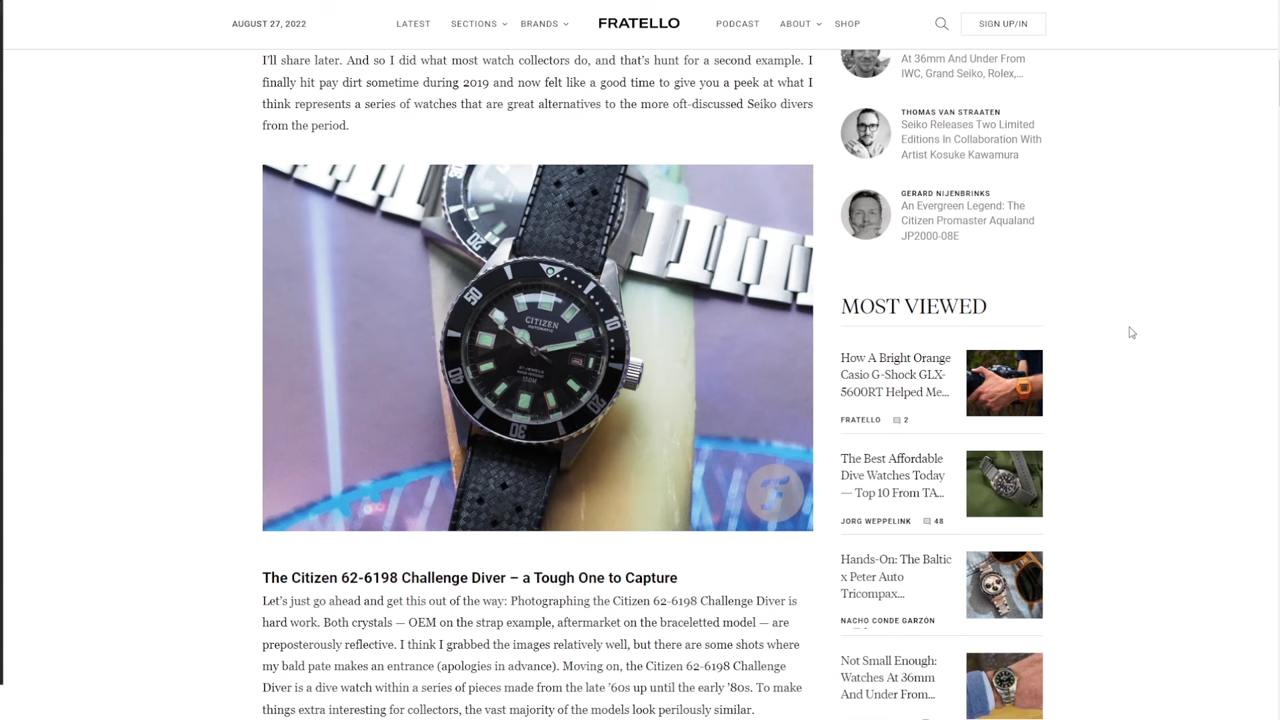 AUGUST 27, 2022
LATEST
SECTIONS
BRANDS
FRATELLO
PODCAST
ABOUT
SHOP
SIGN UP/IN
I'll share later. And so I did what most watch collectors do, and that's hunt for a second example. I
finally hit pay dirt sometime during 2019 and now felt like a good time to give you a peek at what I
think represents a series of watches that are great alternatives to the more oft-discussed Seiko divers
from the period.
20
50
10
40
20
30
CITIZEN
AUTOMATIC
21 JEWELS
WATER RESISTANT
150M
F
The Citizen 62-6198 Challenge Diver – a Tough One to Capture
Let's just go ahead and get this out of the way: Photographing the Citizen 62-6198 Challenge Diver is
hard work. Both crystals — OEM on the strap example, aftermarket on the braceletted model — are
preposterously reflective. I think I grabbed the images relatively well, but there are some shots where
my bald pate makes an entrance (apologies in advance). Moving on, the Citizen 62-6198 Challenge
Diver is a dive watch within a series of pieces made from the late '60s up until the early '80s. To make
things extra interesting for collectors, the vast majority of the models look perilously similar.
At 36mm And Under From
IWC, Grand Seiko, Rolex,...
THOMAS VAN STRAATEN
Seiko Releases Two Limited
Editions In Collaboration With
Artist Kosuke Kawamura
GERARD NIJENBRINKS
An Evergreen Legend: The
Citizen Promaster Aqualand
JP2000-08E
MOST VIEWED
How A Bright Orange
Casio G-Shock GLX-
5600RT Helped Me...
FRATELLO 2
The Best Affordable
Dive Watches Today
— Top 10 From TA...
JORG WEPPELINK 48
Hands-On: The Baltic
x Peter Auto
Tricompax...
NACHO CONDE GARZÓN
Not Small Enough:
Watches At 36mm
And Under From...